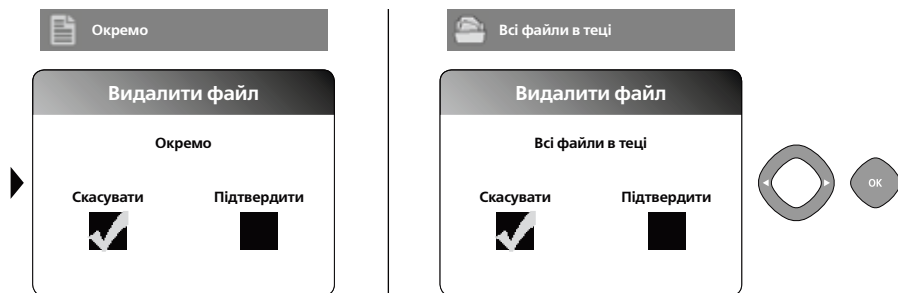 Окремо
Видалити файл
Окремо
Скасувати Підтвердити
Всі файли в теці
Видалити файл
Всі файли в теці
Скасувати Підтвердити
OK